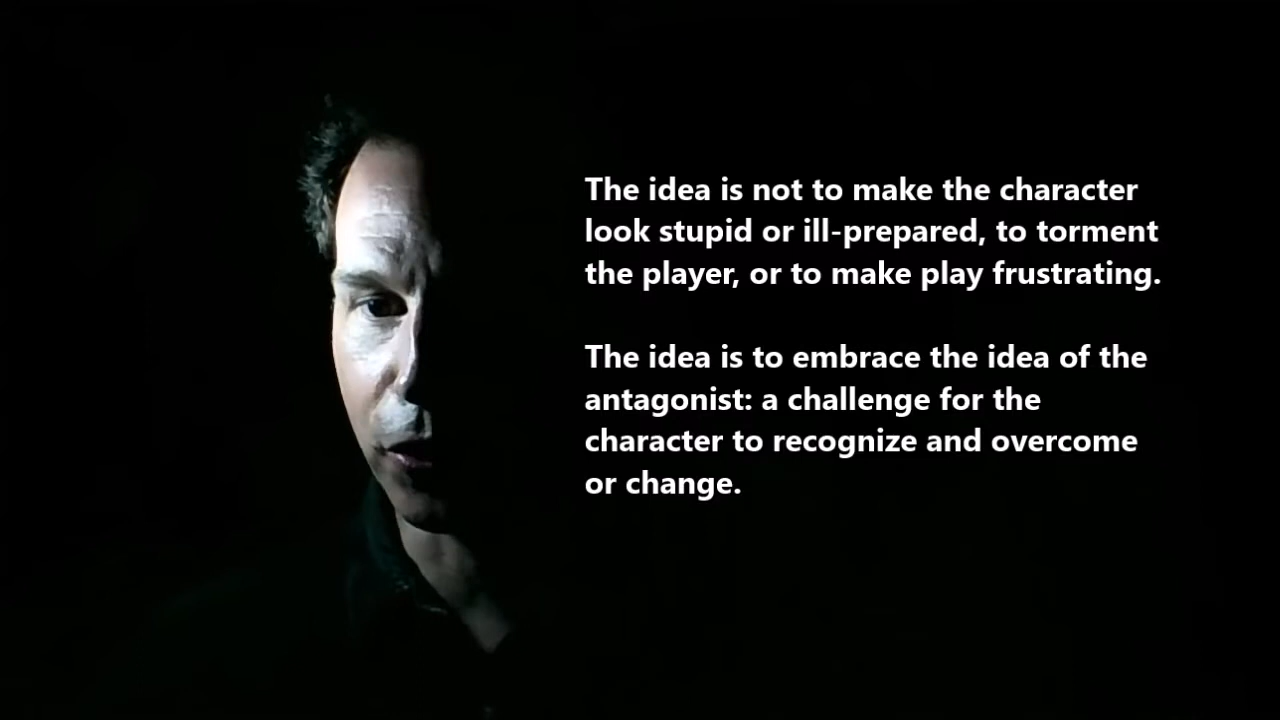 The idea is not to make the character
look stupid or ill-prepared, to torment
the player, or to make play frustrating.
The idea is to embrace the idea of the
antagonist: a challenge for the
character to recognize and overcome
or change.